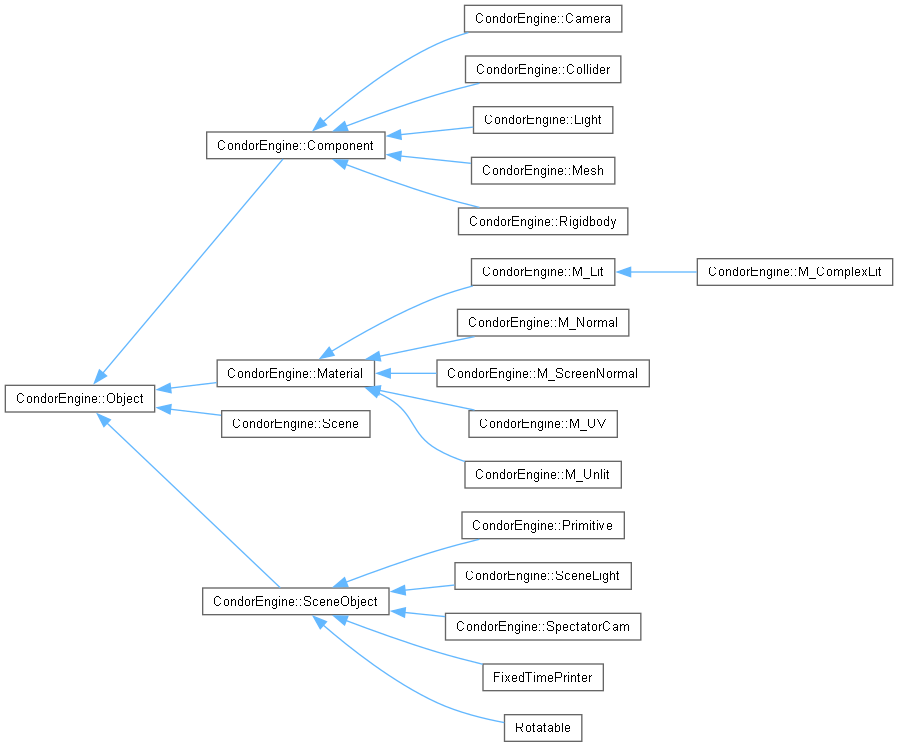 CondorEngine::Camera
CondorEngine::Collider
CondorEngine::Light
CondorEngine::Component
CondorEngine::Mesh
CondorEngine::Rigidbody
CondorEngine::M_Lit
CondorEngine::M_ComplexLit
CondorEngine::M_Normal
CondorEngine::Material
CondorEngine::M_ScreenNormal
CondorEngine::Object
CondorEngine::Scene
CondorEngine::M_UV
CondorEngine::M_Unlit
CondorEngine::Primitive
CondorEngine::SceneLight
CondorEngine::SceneObject
CondorEngine::SpectatorCam
FixedTimePrinter
Rotatable